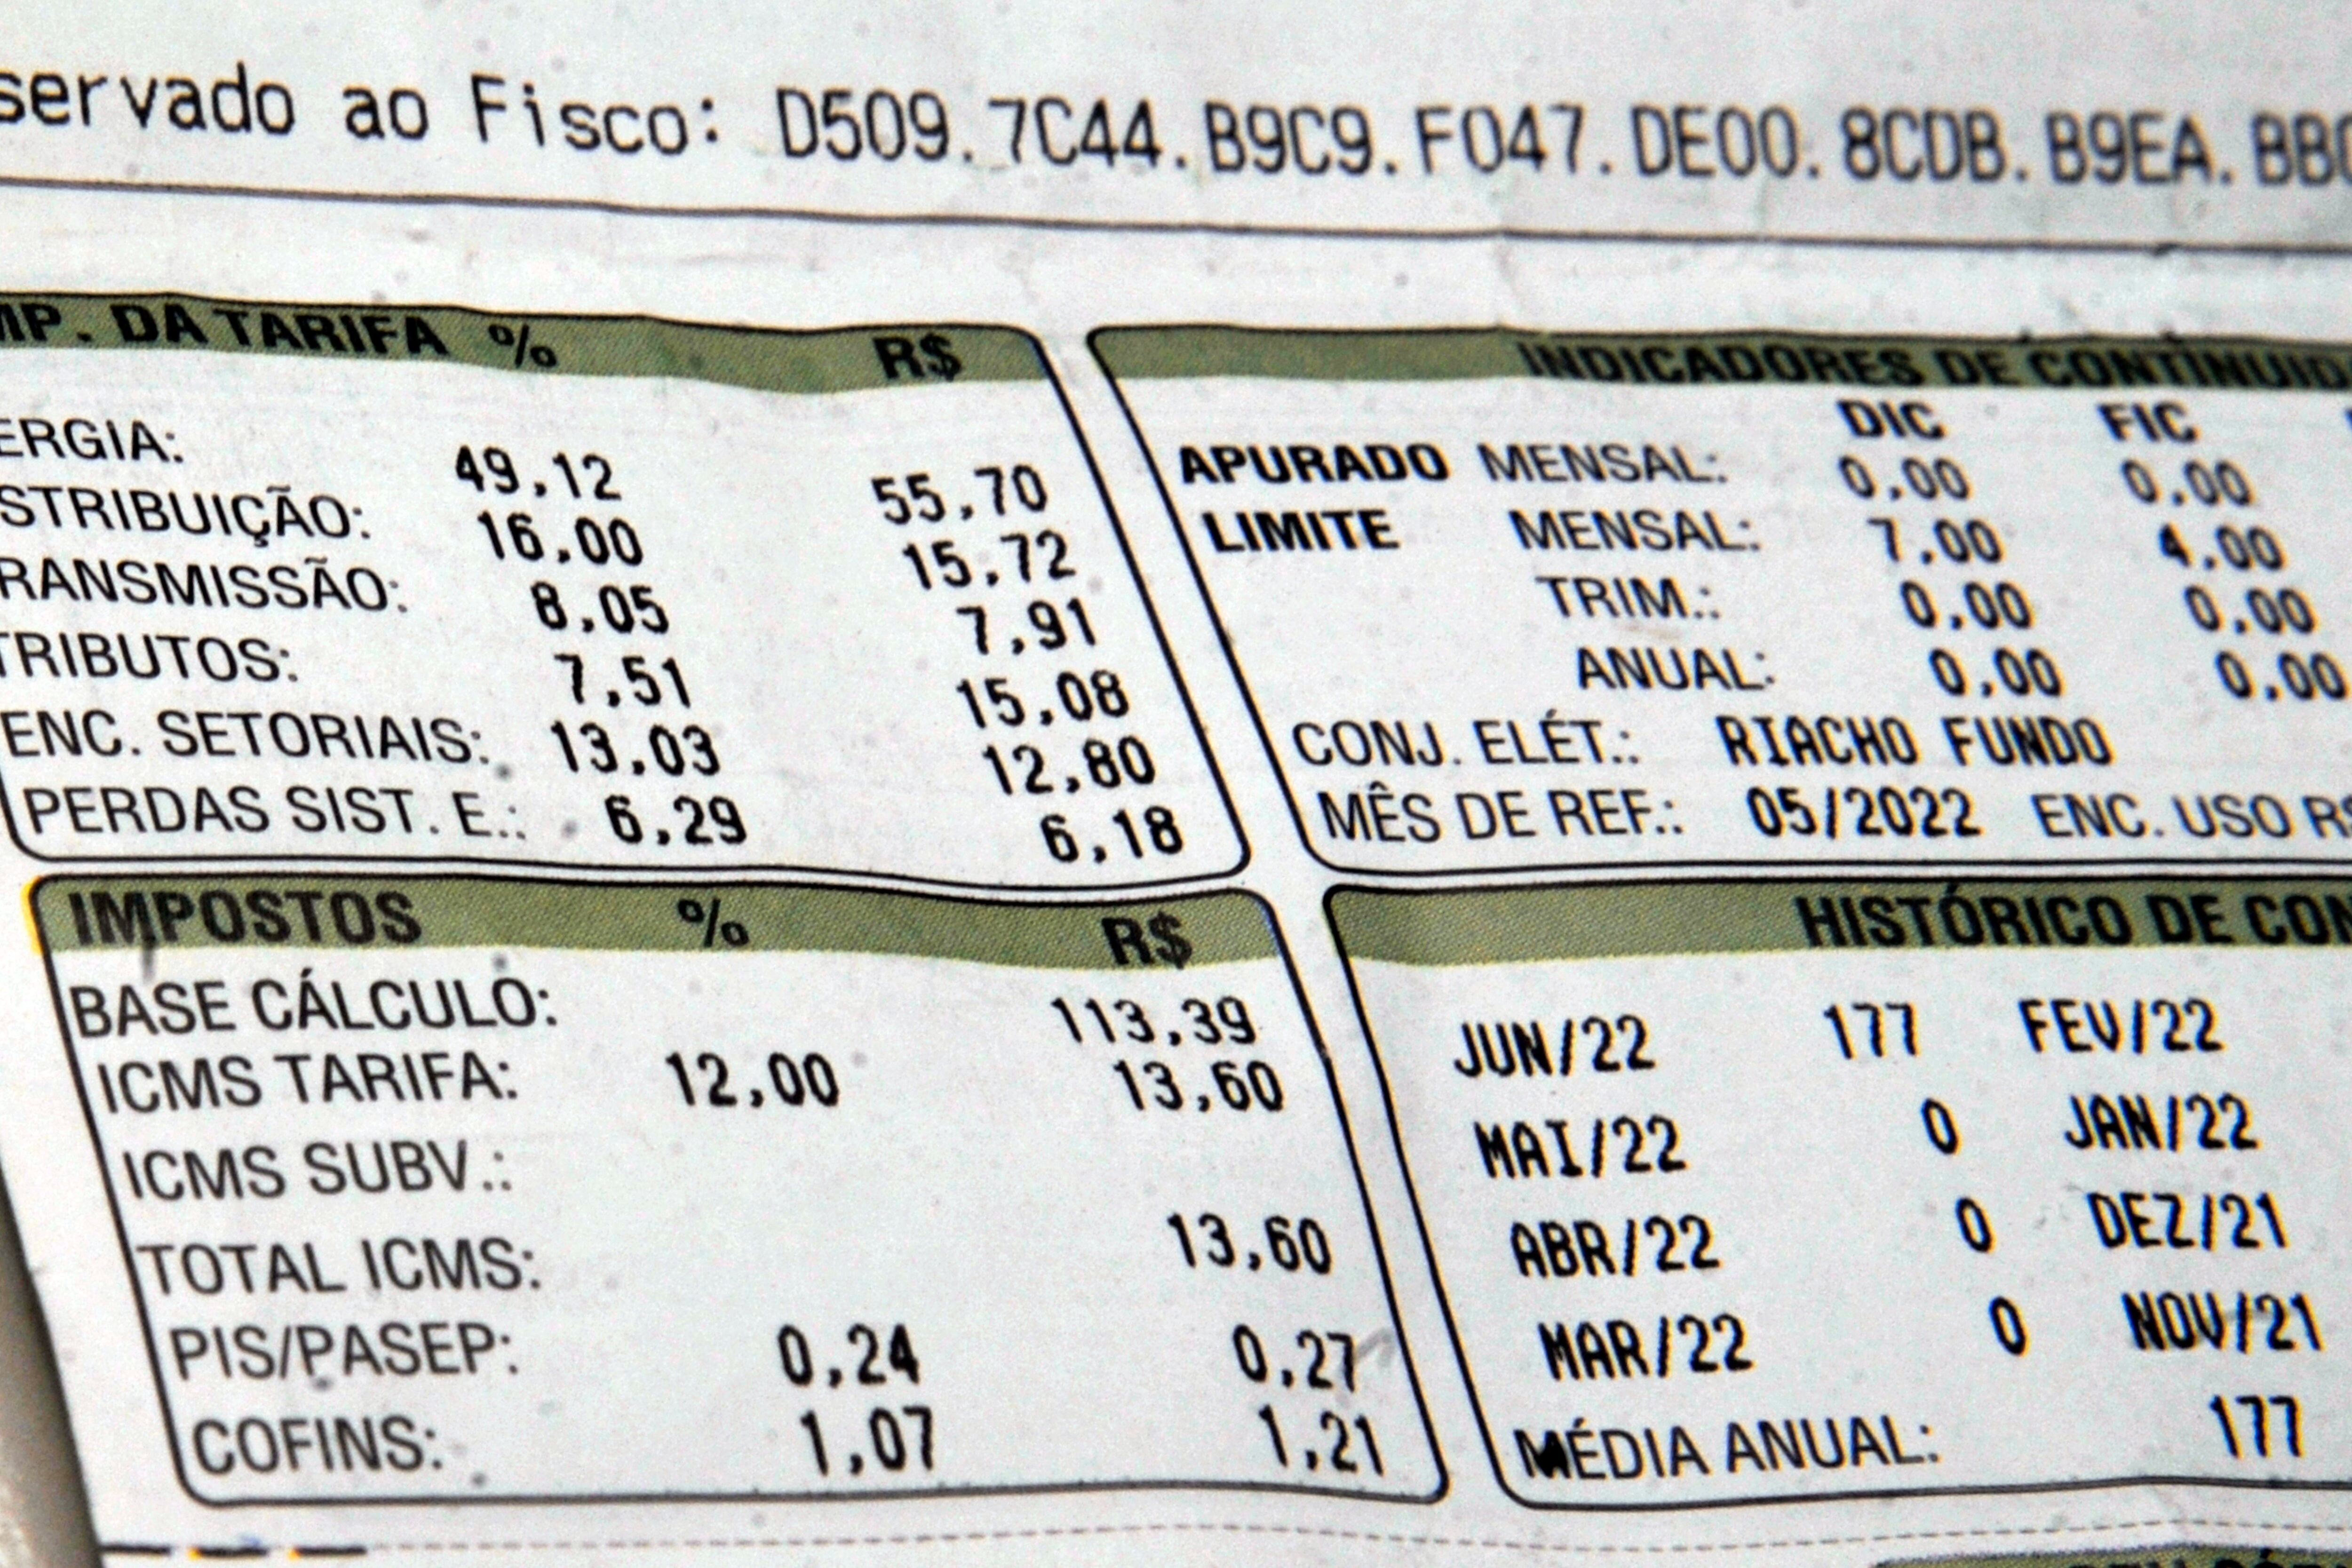 servado ao Fisco: D509.7C44.B9C9.F047.DE00.8CDB.B9EA.
MP. DA TARIFA % R$
ERGIA: 49,12 55,70
STRIBUIÇÃO: 16,00 15,72
RANSMISSÃO: 8,05 7,91
TRIBUTOS: 7,51 15,08
ENC. SETORIAIS: 13,03 12,80
PERDAS SIST. E.: 6,29 6,18
INDICADORES DE CONTINUID
DIC FIC
APURADO MENSAL: 0,00 0,00
LIMITE MENSAL: 7,00 4,00
TRIM.: 0,00 0,00
ANUAL: 0,00 0,00
CONJ. ELÉT.: RIACHO FUNDO
MÊS DE REF.: 05/2022 ENC. USO R
IMPOSTOS % R$
BASE CÁLCULO: 113,39
ICMS TARIFA: 12,00 13,60
ICMS SUBV.:
TOTAL ICMS: 13,60
PIS/PASEP: 0,24 0,27
COFINS: 1,07 1,21
HISTÓRICO DE CON
JUN/22 177 FEV/22
MAI/22 0 JAN/22
ABR/22 0 DEZ/21
MAR/22 0 NOV/21
MÉDIA ANUAL: 177